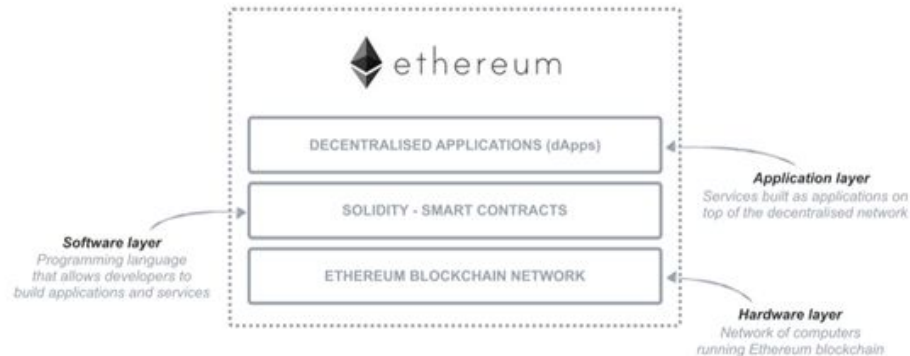 ethereum
DECENTRALISED APPLICATIONS (dApps)
Application layer
Services built as applications on
top of the decentralised network
SOLIDITY - SMART CONTRACTS
Software layer
Programming language
that allows developers to
build applications and services
ETHEREUM BLOCKCHAIN NETWORK
Hardware layer
Network of computers
running Ethereum blockchain